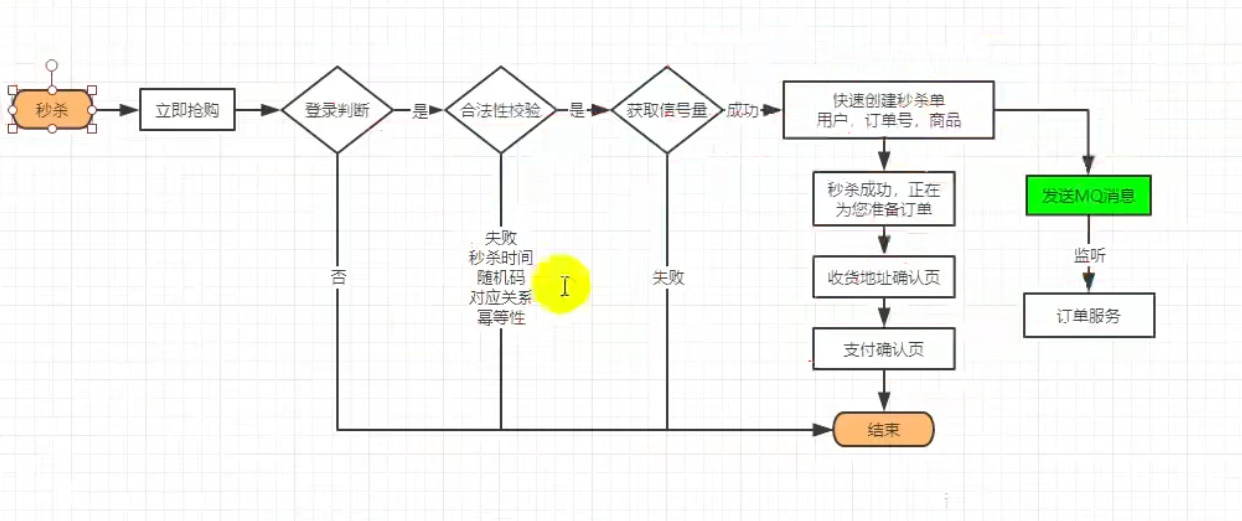 秒杀
立即抢购
登录判断
是
合法性校验
是
获取信号量
成功
快速创建秒杀单
用户，订单号，商品
秒杀成功，正在
为您准备订单
发送MQ消息
失败
秒杀时间
随机码
对应关系
幂等性
否
失败
监听
收货地址确认页
订单服务
支付确认页
结束